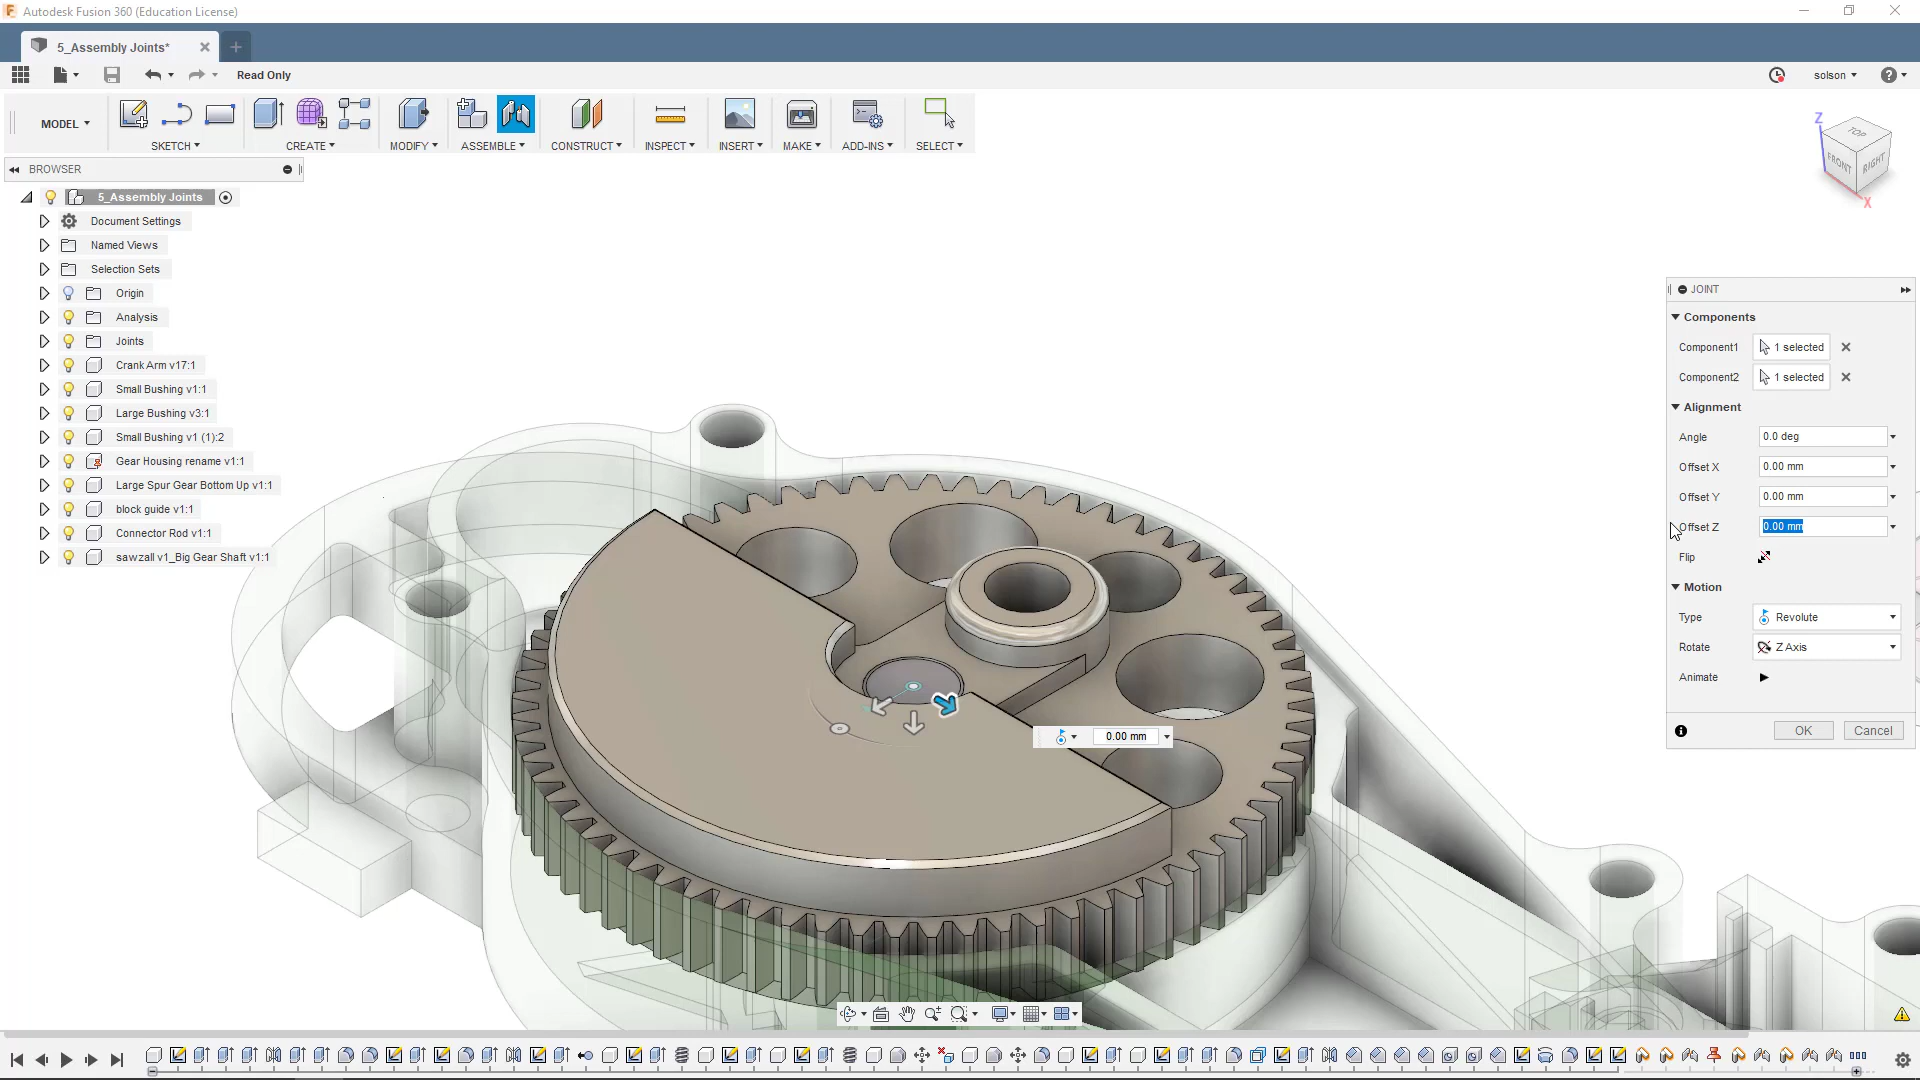 Autodesk Fusion 360 (Education License)
5_Assembly Joints*
Read Only
solson
MODEL
SKETCH
CREATE
MODIFY
ASSEMBLE
CONSTRUCT
INSPECT
INSERT
MAKE
ADD-INS
SELECT
BROWSER
5_Assembly Joints
Document Settings
Named Views
Selection Sets
Origin
Analysis
Joints
Crank Arm v17:1
Small Bushing v1:1
Large Bushing v3:1
Small Bushing v1 (1):2
Gear Housing rename v1:1
Large Spur Gear Bottom Up v1:1
block guide v1:1
Connector Rod v1:1
sawzall v1_Big Gear Shaft v1:1
Z
TOP
FRONT
RIGHT
X
JOINT
Components
Component1 1 selected
Component2 1 selected
Alignment
Angle 0.0 deg
Offset X 0.00 mm
Offset Y 0.00 mm
Offset Z 0.00 mm
Flip
Motion
Type Revolute
Rotate Z Axis
Animate
OK Cancel
0.00 mm